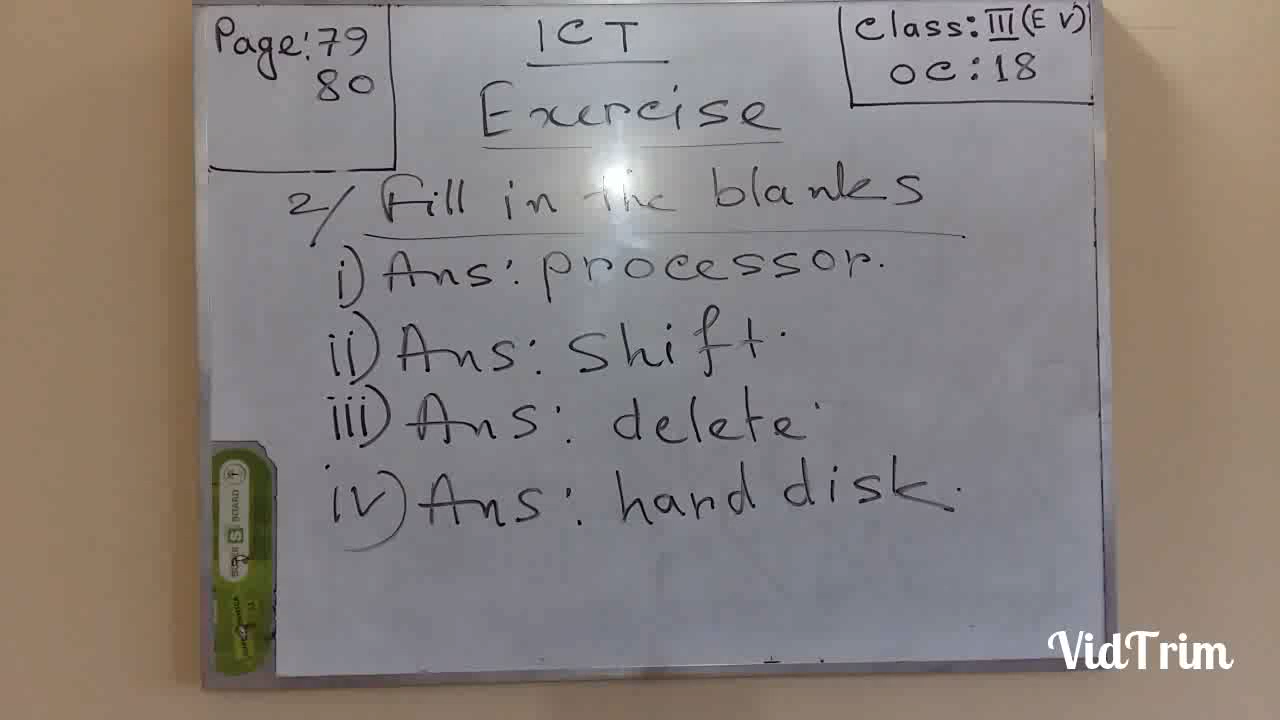 Page: 79
80
ICT
Class: III (E V)
OC: 18
Exercise
2/ Fill in the blanks
i) Ans: processor.
ii) Ans: shift.
iii) Ans: delete.
iv) Ans: hard disk.
VidTrim